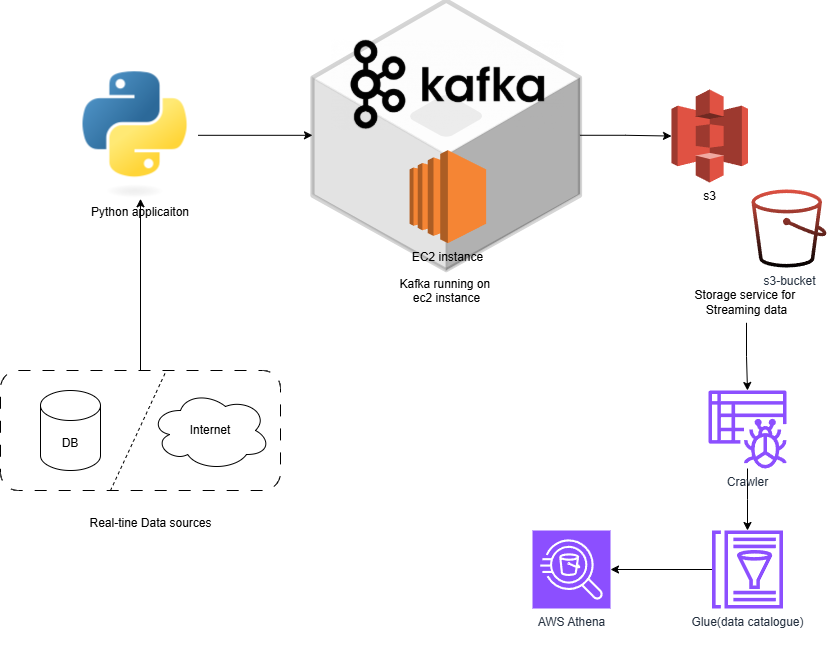 kafka
Python applicaiton
EC2 instance
Kafka running on
ec2 instance
s3
s3-bucket
Storage service for
Streaming data
DB
Internet
Real-tine Data sources
Crawler
AWS Athena
Glue(data catalogue)